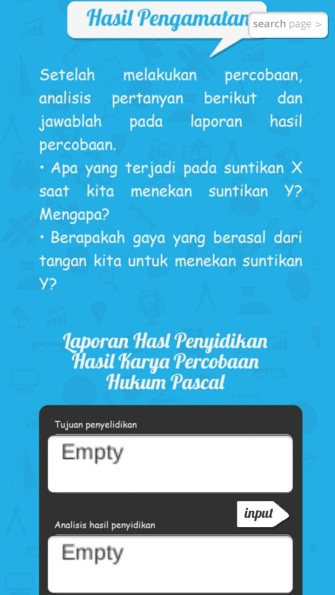 Hasil Pengamatan
search page >
Setelah melakukan percobaan,
analisis pertanyan berikut dan
jawablah pada laporan hasil
percobaan.
• Apa yang terjadi pada suntikan X
saat kita menekan suntikan Y?
Mengapa?
• Berapakah gaya yang berasal dari
tangan kita untuk menekan suntikan
Y?
Laporan Hasl Penyidikan
Hasil Karya Percobaan
Hukum Pascal
Tujuan penyelidikan
Empty
input
Analisis hasil penyidikan
Empty